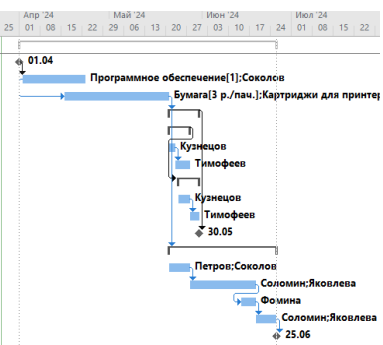 Апр '24 Май '24 Июн '24 Июл '24
25 01 08 15 22 29 06 13 20 27 03 10 17 24 01 08 15 22
01.04
Программное обеспечение[1];Соколов
Бумага[3 р./пач.];Картриджи для принтер
Кузнецов
Тимофеев
Кузнецов
Тимофеев
30.05
Петров;Соколов
Соломин;Яковлева
Фомина
Соломин;Яковлева
25.06